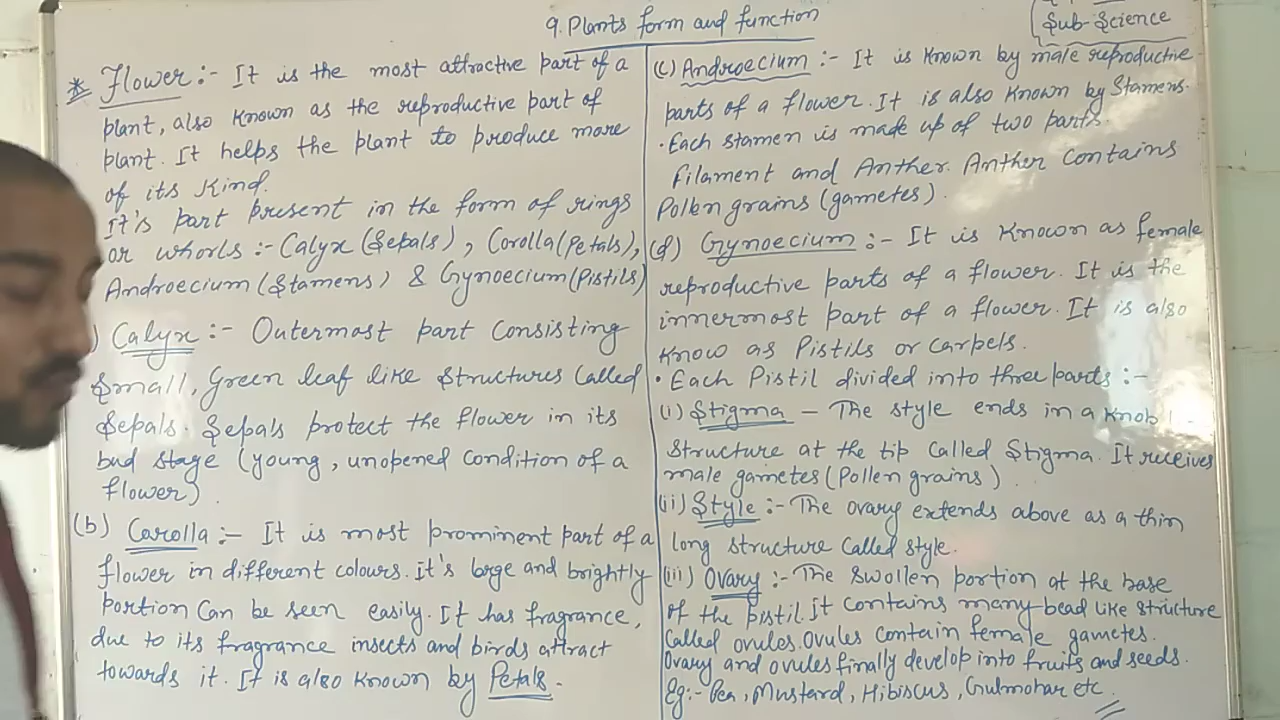 9. Plants form and function
Sub-Science
* Flower :- It is the most attractive part of a
plant, also known as the reproductive part of
plant. It helps the plant to produce more
of its kind.
It's part present in the form of rings
or whorls :- Calyx (Sepals), Corolla (Petals),
Androecium (Stamens) & Gynoecium (Pistils)
) Calyx :- Outermost part consisting
Small, Green leaf like structures called
Sepals. Sepals protect the flower in its
bud stage (young, unopened condition of a
flower)
(b) Carolla :- It is most prominent part of a
flower in different colours. It's large and brightly
portion can be seen easily. It has fragrance,
due to its fragrance insects and birds attract
towards it. It is also known by Petals.
(c) Androecium :- It is known by male reproductive
parts of a flower. It is also known by Stamens.
• Each stamen is made up of two parts.
Filament and Anther. Anther contains
Pollen grains (gametes).
(d) Gynoecium :- It is known as female
reproductive parts of a flower. It is the
innermost part of a flower. It is also
know as Pistils or carpels.
• Each Pistil divided into three parts :-
(i) Stigma - The style ends in a knob
structure at the tip called Stigma. It receives
male gametes (Pollen grains).
(ii) Style :- The ovary extends above as a thin
long structure called style.
(iii) Ovary :- The swollen portion at the base
of the pistil. It contains many bead like structure
called ovules. Ovules contain female gametes.
Ovary and ovules finally develop into fruits and seeds.
Eg:- Pea, Mustard, Hibiscus, Gulmohar etc.